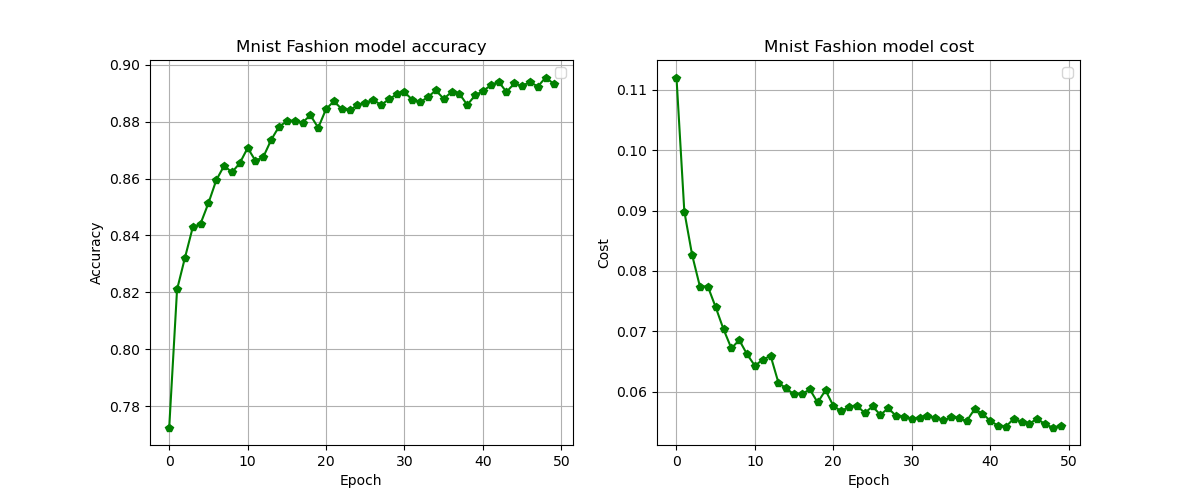 Mnist Fashion model accuracy
Accuracy
0.90
0.88
0.86
0.84
0.82
0.80
0.78
0 10 20 30 40 50
Epoch
Mnist Fashion model cost
Cost
0.11
0.10
0.09
0.08
0.07
0.06
0 10 20 30 40 50
Epoch